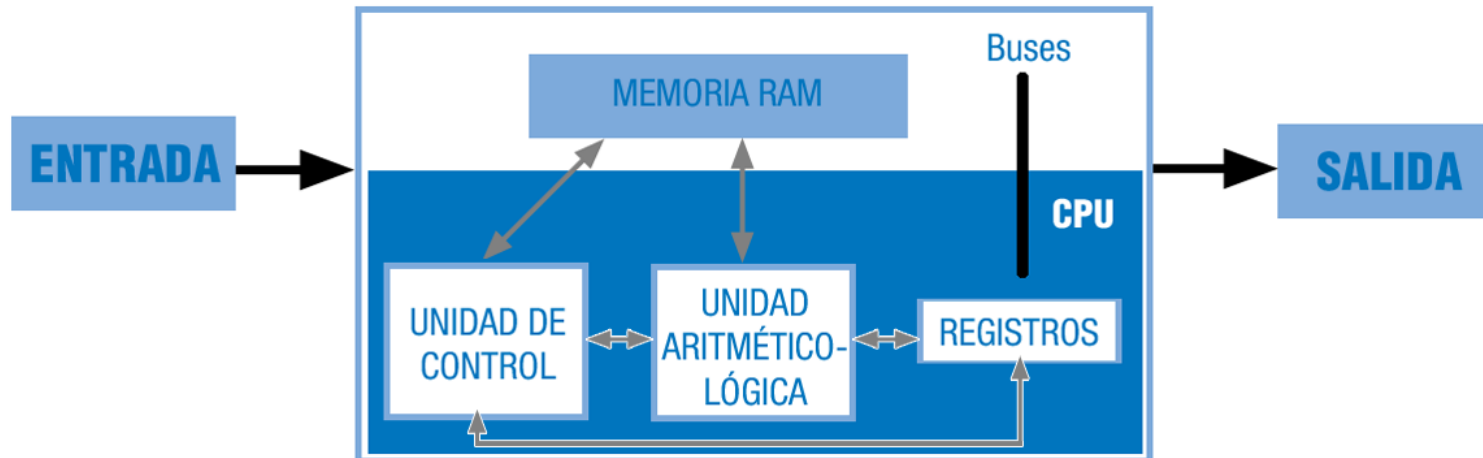 Buses
MEMORIA RAM
ENTRADA
SALIDA
CPU
UNIDAD DE
CONTROL
UNIDAD
ARITMÉTICO-
LÓGICA
REGISTROS